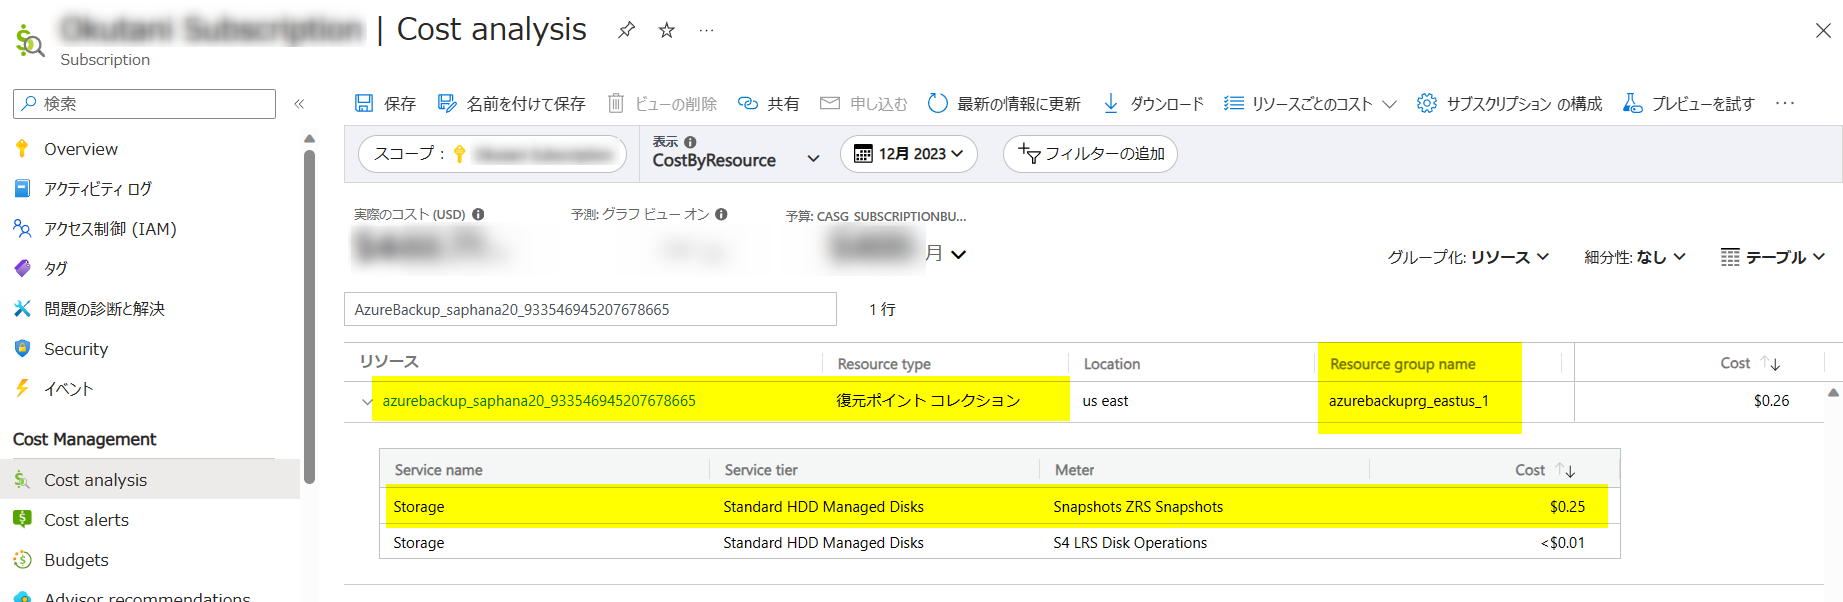 | Cost analysis
Subscription
検索
保存 名前を付けて保存 ビューの削除 共有 申し込む 最新の情報に更新 ダウンロード リソースごとのコスト サブスクリプション の構成 プレビューを試す
Overview
アクティビティ ログ
アクセス制御 (IAM)
タグ
問題の診断と解決
Security
イベント
Cost Management
Cost analysis
Cost alerts
Budgets
Advisor recommendations
スコープ :
表示
CostByResource
12月 2023
フィルターの追加
実際のコスト (USD) 予測: グラフ ビュー オン 予算: CASG_SUBSCRIPTIONBU...
月
グループ化: リソース 細分性: なし テーブル
AzureBackup_saphana20_933546945207678665 1 行
リソース Resource type Location Resource group name Cost
azurebackup_saphana20_933546945207678665 復元ポイント コレクション us east azurebackuprg_eastus_1 $0.26
Service name Service tier Meter Cost
Storage Standard HDD Managed Disks Snapshots ZRS Snapshots $0.25
Storage Standard HDD Managed Disks S4 LRS Disk Operations <$0.01